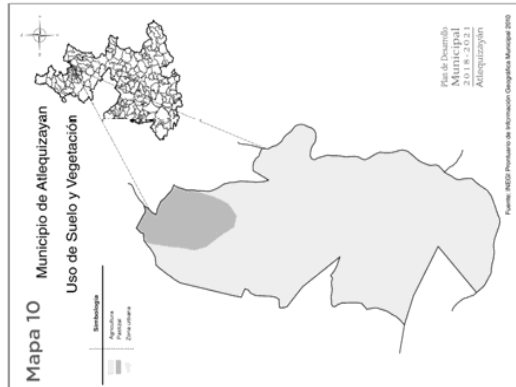 Mapa 10
Municipio de Atlequizayan
Uso de Suelo y Vegetación
Simbología
Agricultura
Pastizal
Zona urbana
Plan de Desarrollo
Municipal
2018-2021
Atlequizayán
Fuente: INEGI Prontuario de Información Geográfica Municipal 2010